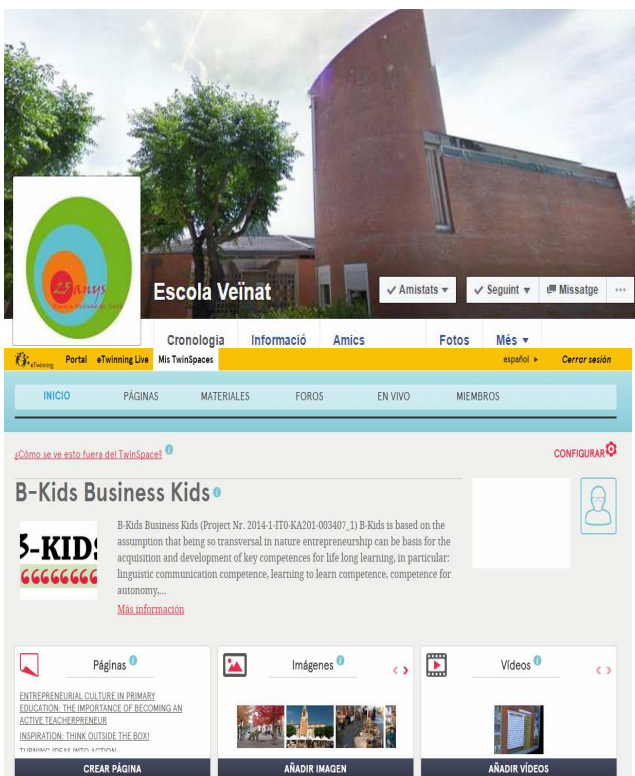 25 anys
Escola Veïnat
Amistats
Seguint
Missatge
Cronologia Informació Amics Fotos Més
eTwinning Portal eTwinning Live Mis TwinSpaces español Cerrar sesión
INICIO PÁGINAS MATERIALES FOROS EN VIVO MIEMBROS
¿Cómo se ve esto fuera del TwinSpace?
CONFIGURAR
B-Kids Business Kids
B-Kids Business Kids (Project Nr. 2014-1-IT0-KA201-003407_1) B-Kids is based on the
assumption that being so transversal in nature entrepreneurship can be basis for the
acquisition and development of key competences for life long learning, in particular:
linguistic communication competence, learning to learn competence, competence for
autonomy,...
Más información
Páginas
ENTREPRENEURIAL CULTURE IN PRIMARY
EDUCATION: THE IMPORTANCE OF BECOMING AN
ACTIVE TEACHERPRENEUR
INSPIRATION: THINK OUTSIDE THE BOX!
TURNING IDEAS INTO ACTION
CREAR PÁGINA
Imágenes
AÑADIR IMAGEN
Vídeos
AÑADIR VÍDEOS